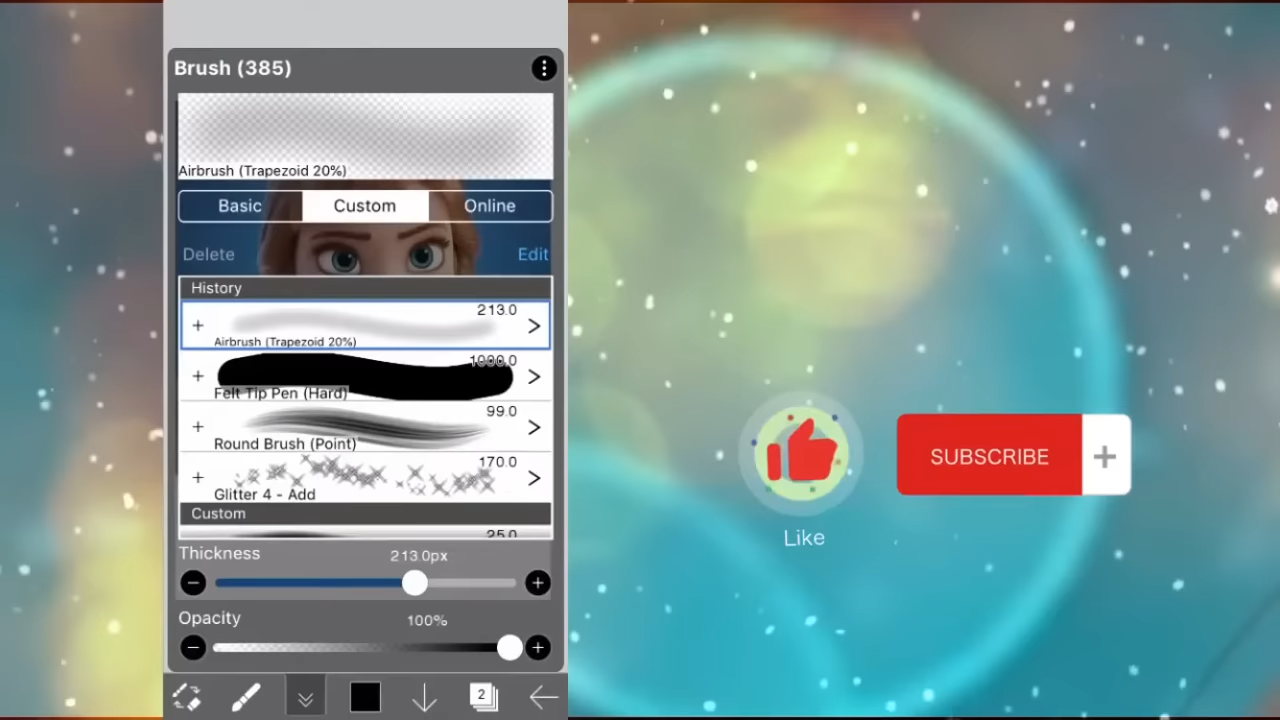 Brush (385)
Airbrush (Trapezoid 20%)
Basic Custom Online
Delete Edit
History
213.0
+ Airbrush (Trapezoid 20%)
1000.0
+ Felt Tip Pen (Hard)
99.0
+ Round Brush (Point)
170.0
+ Glitter 4 - Add
Custom
25.0
Thickness 213.0px
Opacity 100%
2
SUBSCRIBE +
Like